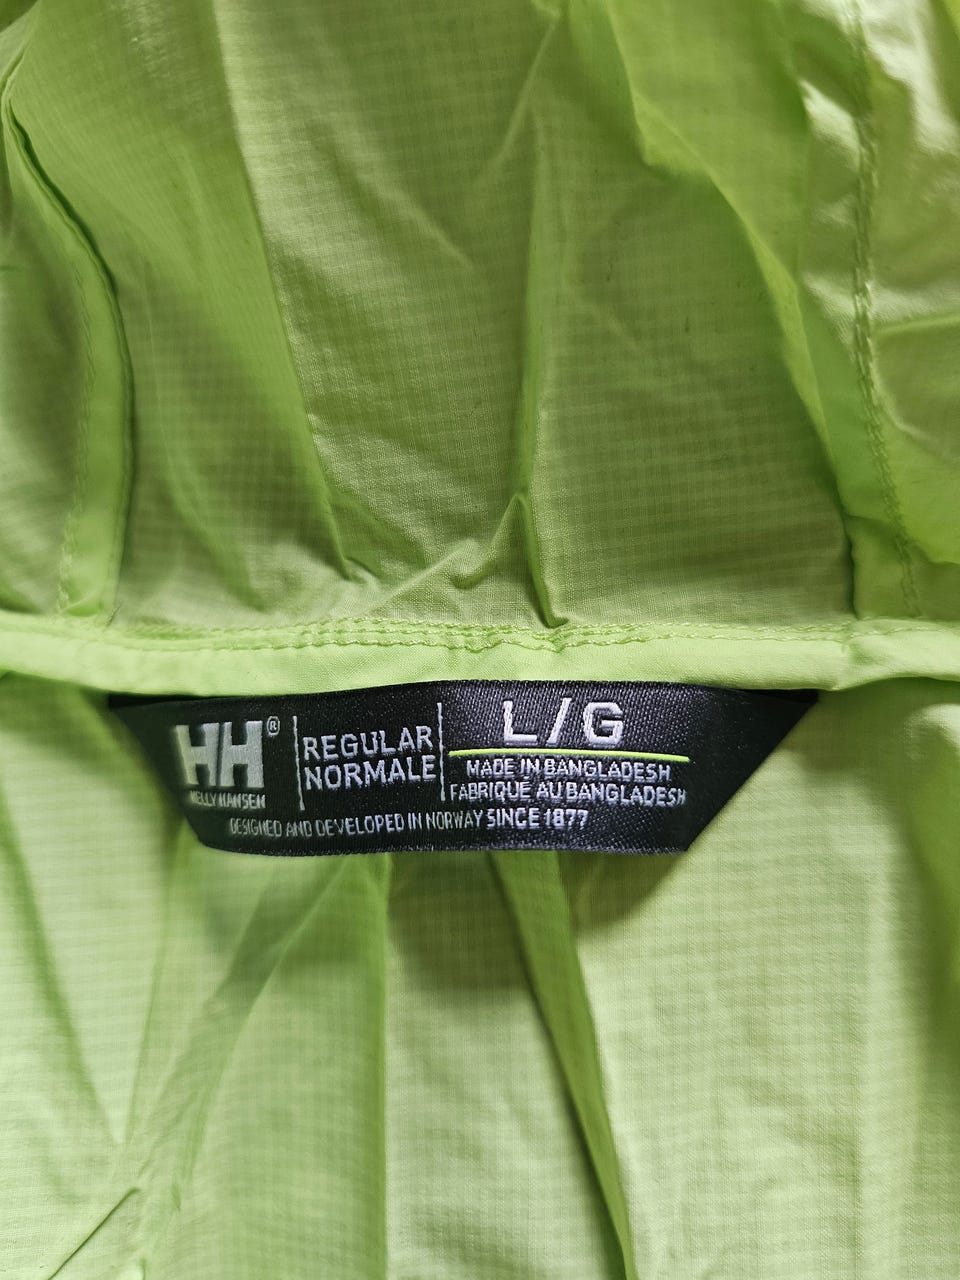 HH®
HELLY HANSEN
REGULAR
NORMALE
L/G
MADE IN BANGLADESH
FABRIQUE AU BANGLADESH
DESIGNED AND DEVELOPED IN NORWAY SINCE 1877